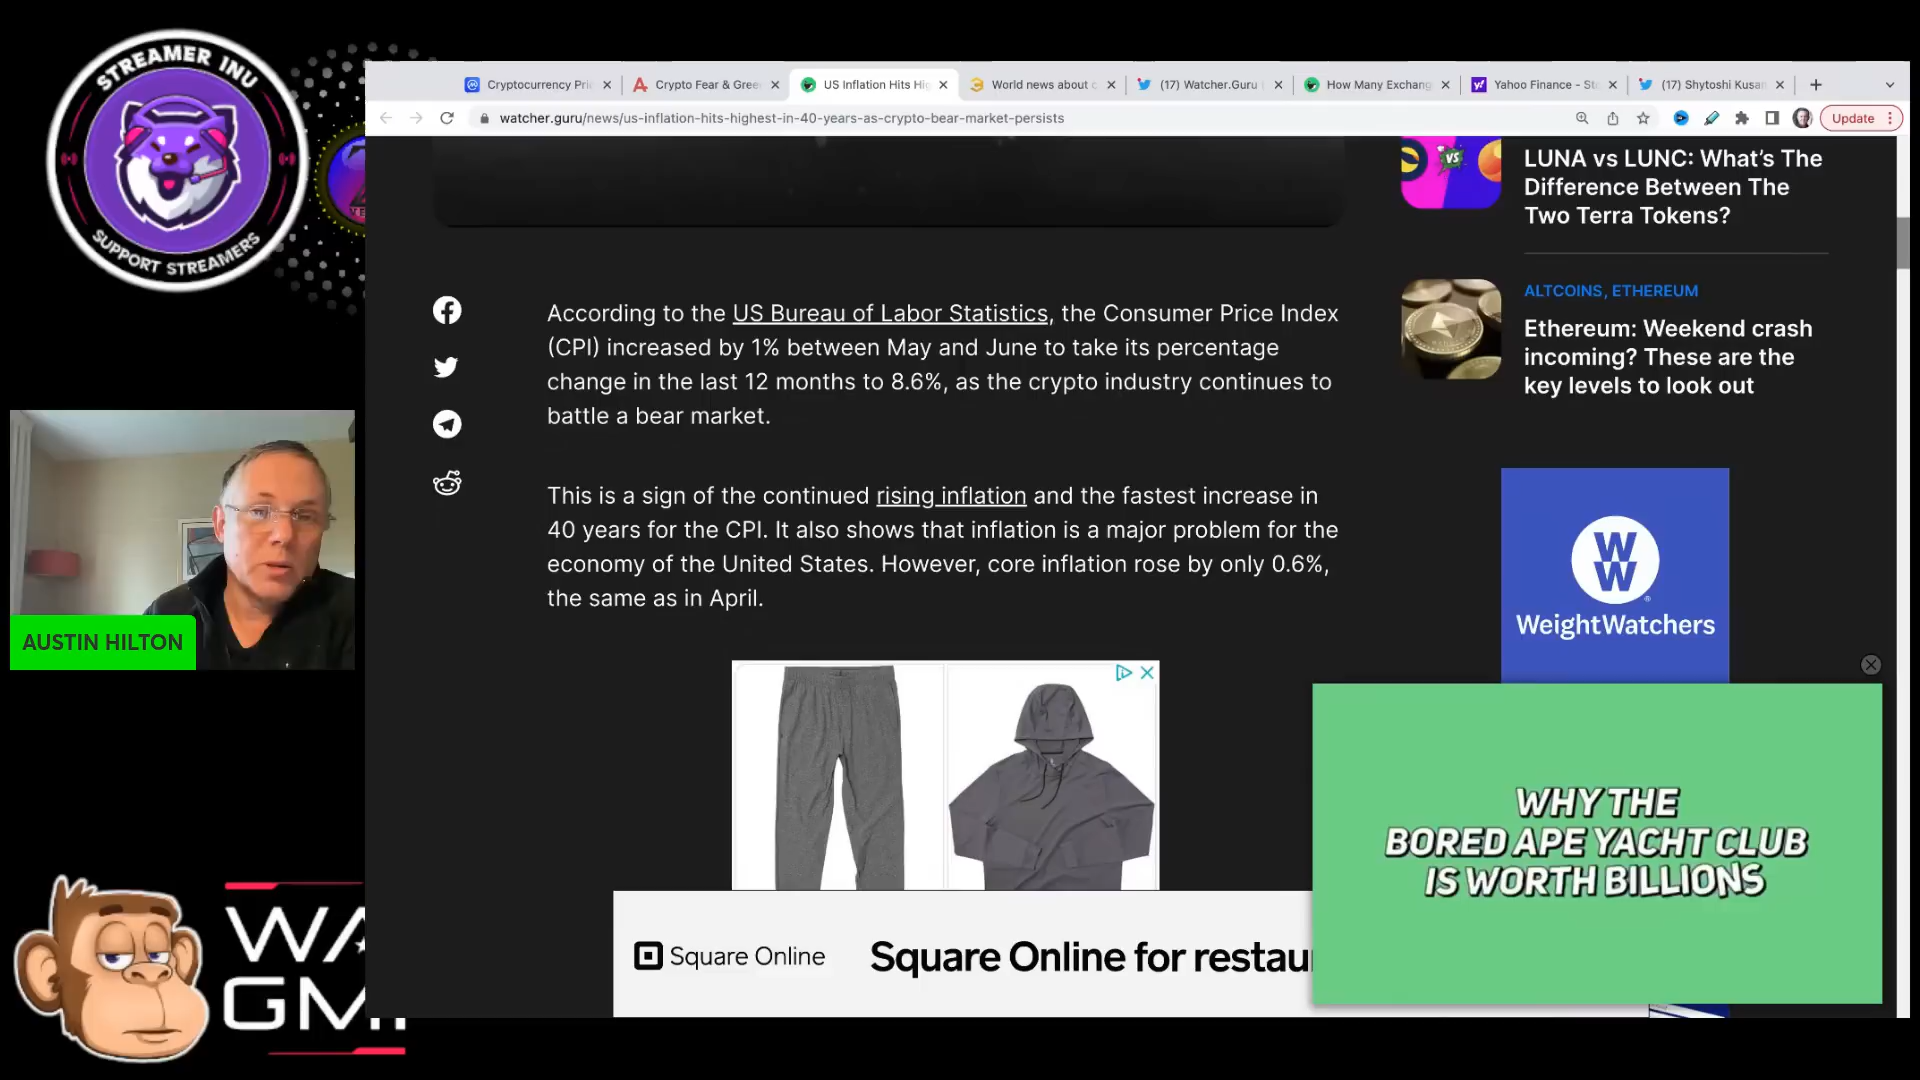 STREAMER INU
SUPPORT STREAMERS
Cryptocurrency Pri
Crypto Fear & Gree
US Inflation Hits Hi
World news about c
(17) Watcher.Guru
How Many Exchang
Yahoo Finance - St
(17) Shytoshi Kusan
watcher.guru/news/us-inflation-hits-highest-in-40-years-as-crypto-bear-market-persists
Update
VS
LUNA vs LUNC: What’s The
Difference Between The
Two Terra Tokens?
ALTCOINS, ETHEREUM
Ethereum: Weekend crash
incoming? These are the
key levels to look out
According to the US Bureau of Labor Statistics, the Consumer Price Index
(CPI) increased by 1% between May and June to take its percentage
change in the last 12 months to 8.6%, as the crypto industry continues to
battle a bear market.
This is a sign of the continued rising inflation and the fastest increase in
40 years for the CPI. It also shows that inflation is a major problem for the
economy of the United States. However, core inflation rose by only 0.6%,
the same as in April.
W
W
WeightWatchers
AUSTIN HILTON
WHY THE
BORED APE YACHT CLUB
IS WORTH BILLIONS
Square Online
Square Online for restau
WA
GMI